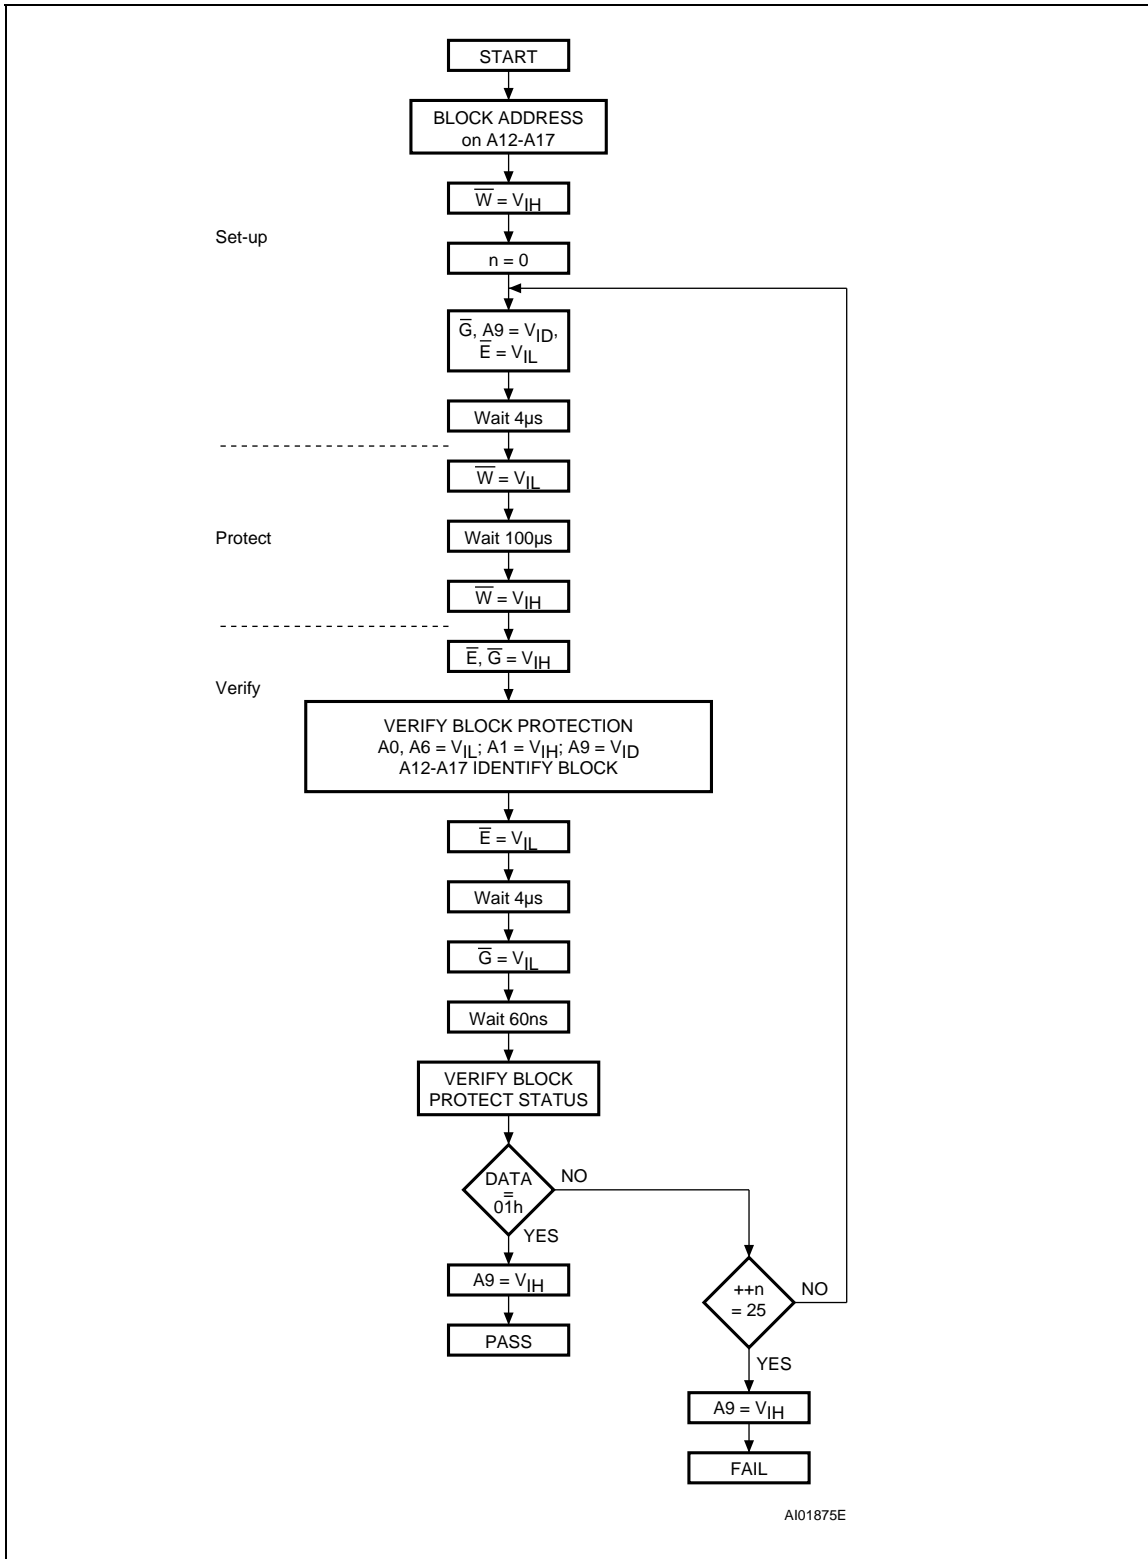 START
BLOCK ADDRESS
on A12-A17
W̅ = VIH
Set-up
n = 0
G̅, A9 = VID,
E̅ = VIL
Wait 4µs
W̅ = VIL
Protect
Wait 100µs
W̅ = VIH
E̅, G̅ = VIH
Verify
VERIFY BLOCK PROTECTION
A0, A6 = VIL; A1 = VIH; A9 = VID
A12-A17 IDENTIFY BLOCK
E̅ = VIL
Wait 4µs
G̅ = VIL
Wait 60ns
VERIFY BLOCK
PROTECT STATUS
DATA
=
01h
NO
YES
A9 = VIH
PASS
++n
= 25
NO
YES
A9 = VIH
FAIL
AI01875E